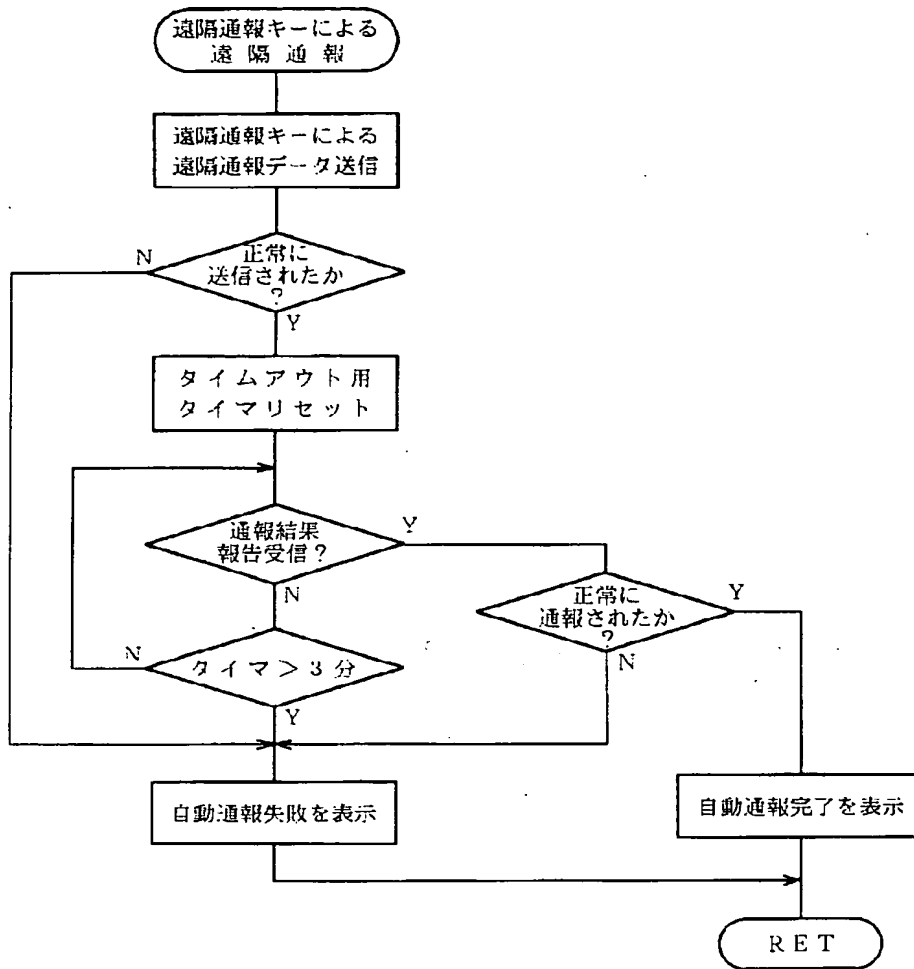 遠隔通報キーによる
遠隔通報
遠隔通報キーによる
遠隔通報データ送信
N
正常に
送信されたか
?
Y
タイムアウト用
タイマリセット
通報結果
報告受信?
Y
N
正常に
通報されたか
?
Y
N
N
タイマ>3分
Y
自動通報失敗を表示
自動通報完了を表示
RET